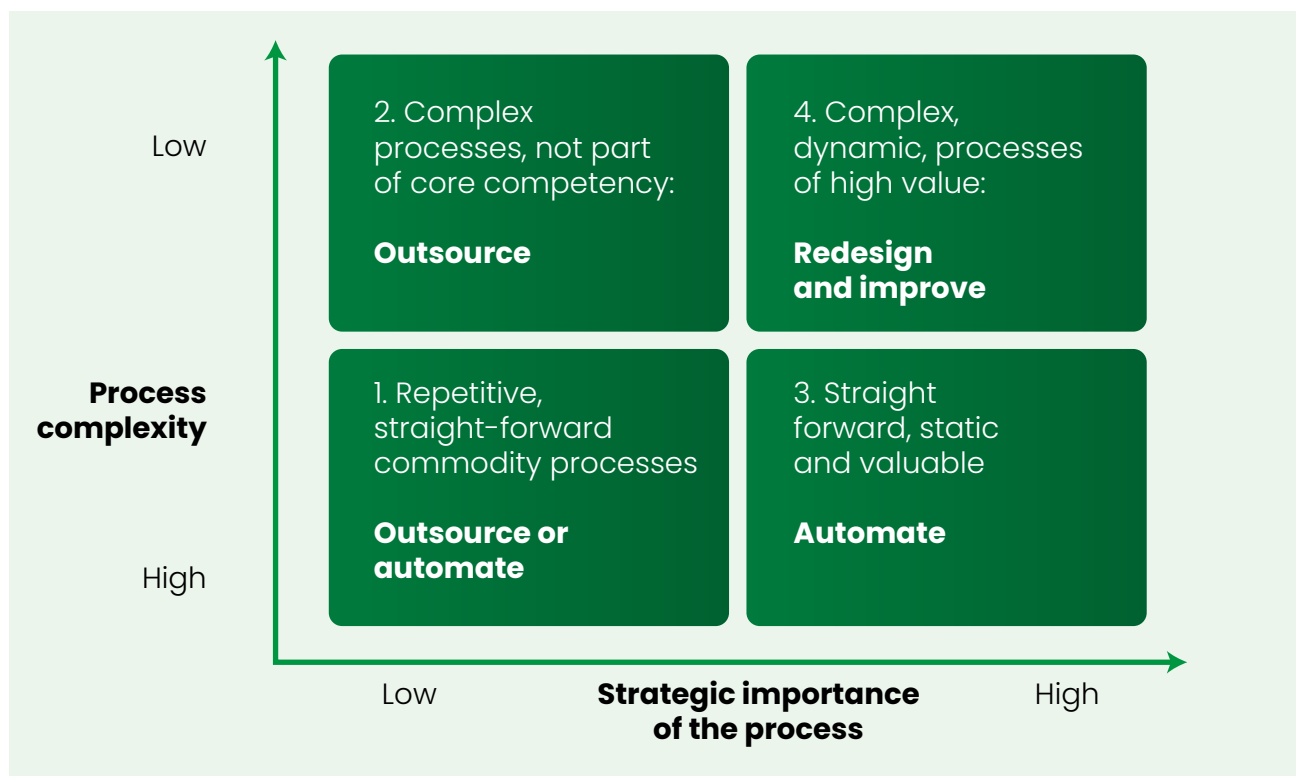 Low
2. Complex
processes, not part
of core competency:
Outsource
4. Complex,
dynamic, processes
of high value:
Redesign
and improve
Process
complexity
1. Repetitive,
straight-forward
commodity processes
Outsource or
automate
3. Straight
forward, static
and valuable
Automate
High
Low
Strategic importance
of the process
High